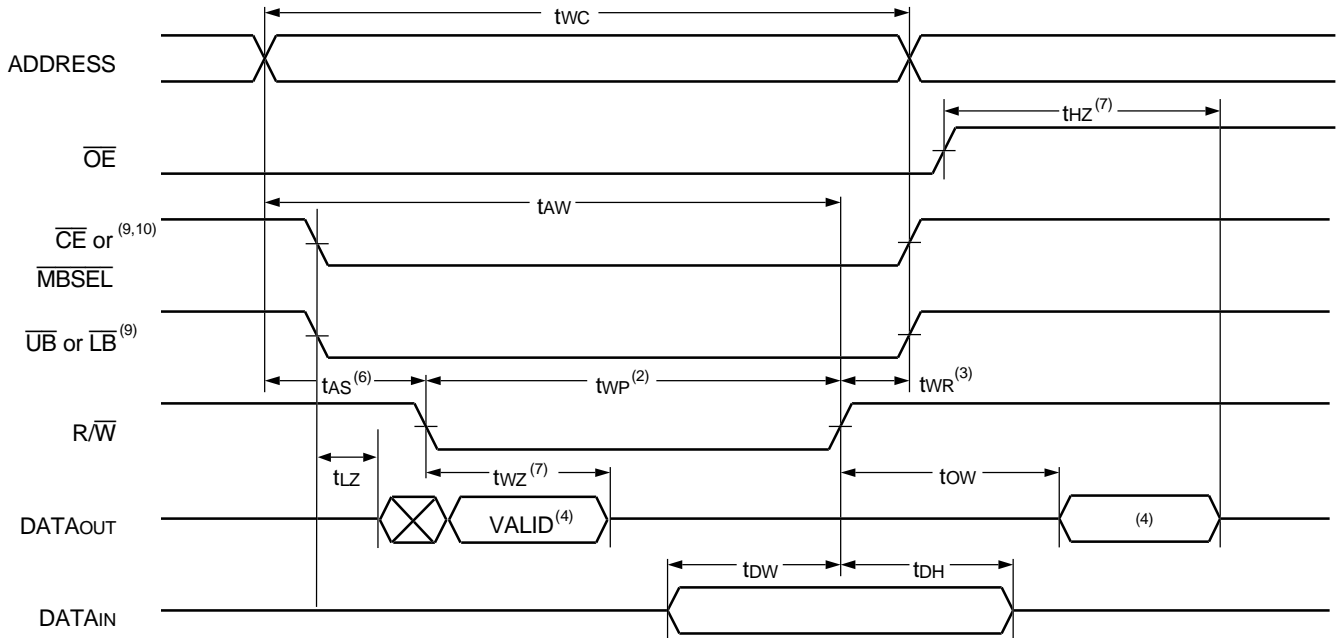 tWC
ADDRESS
tHZ(7)
OE
tAW
CE or (9,10)
MBSEL
UB or LB(9)
tAS(6) tWP(2) tWR(3)
R/W
tLZ tWZ(7) tOW
DATAOUT VALID(4) (4)
tDW tDH
DATAIN